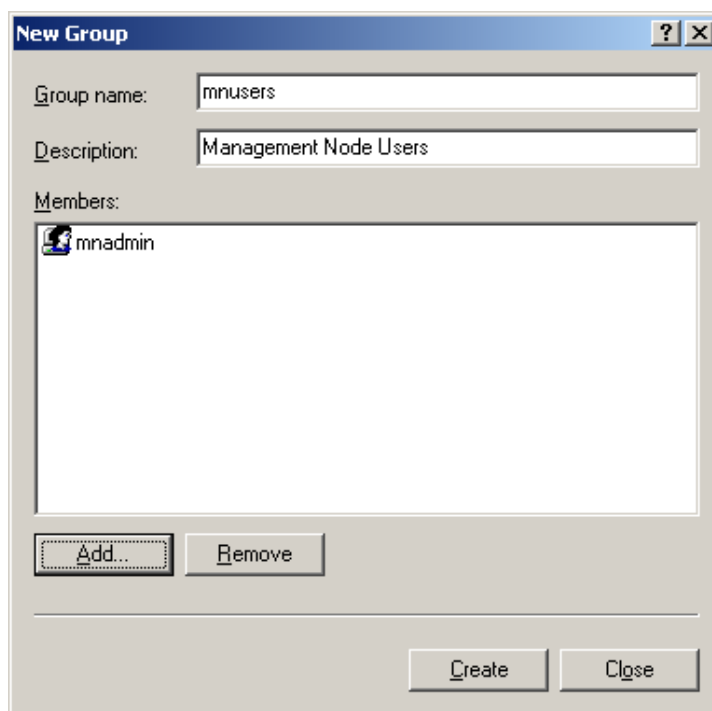 New Group
Group name: mnusers
Description: Management Node Users
Members:
mnadmin
Add... Remove
Create Close